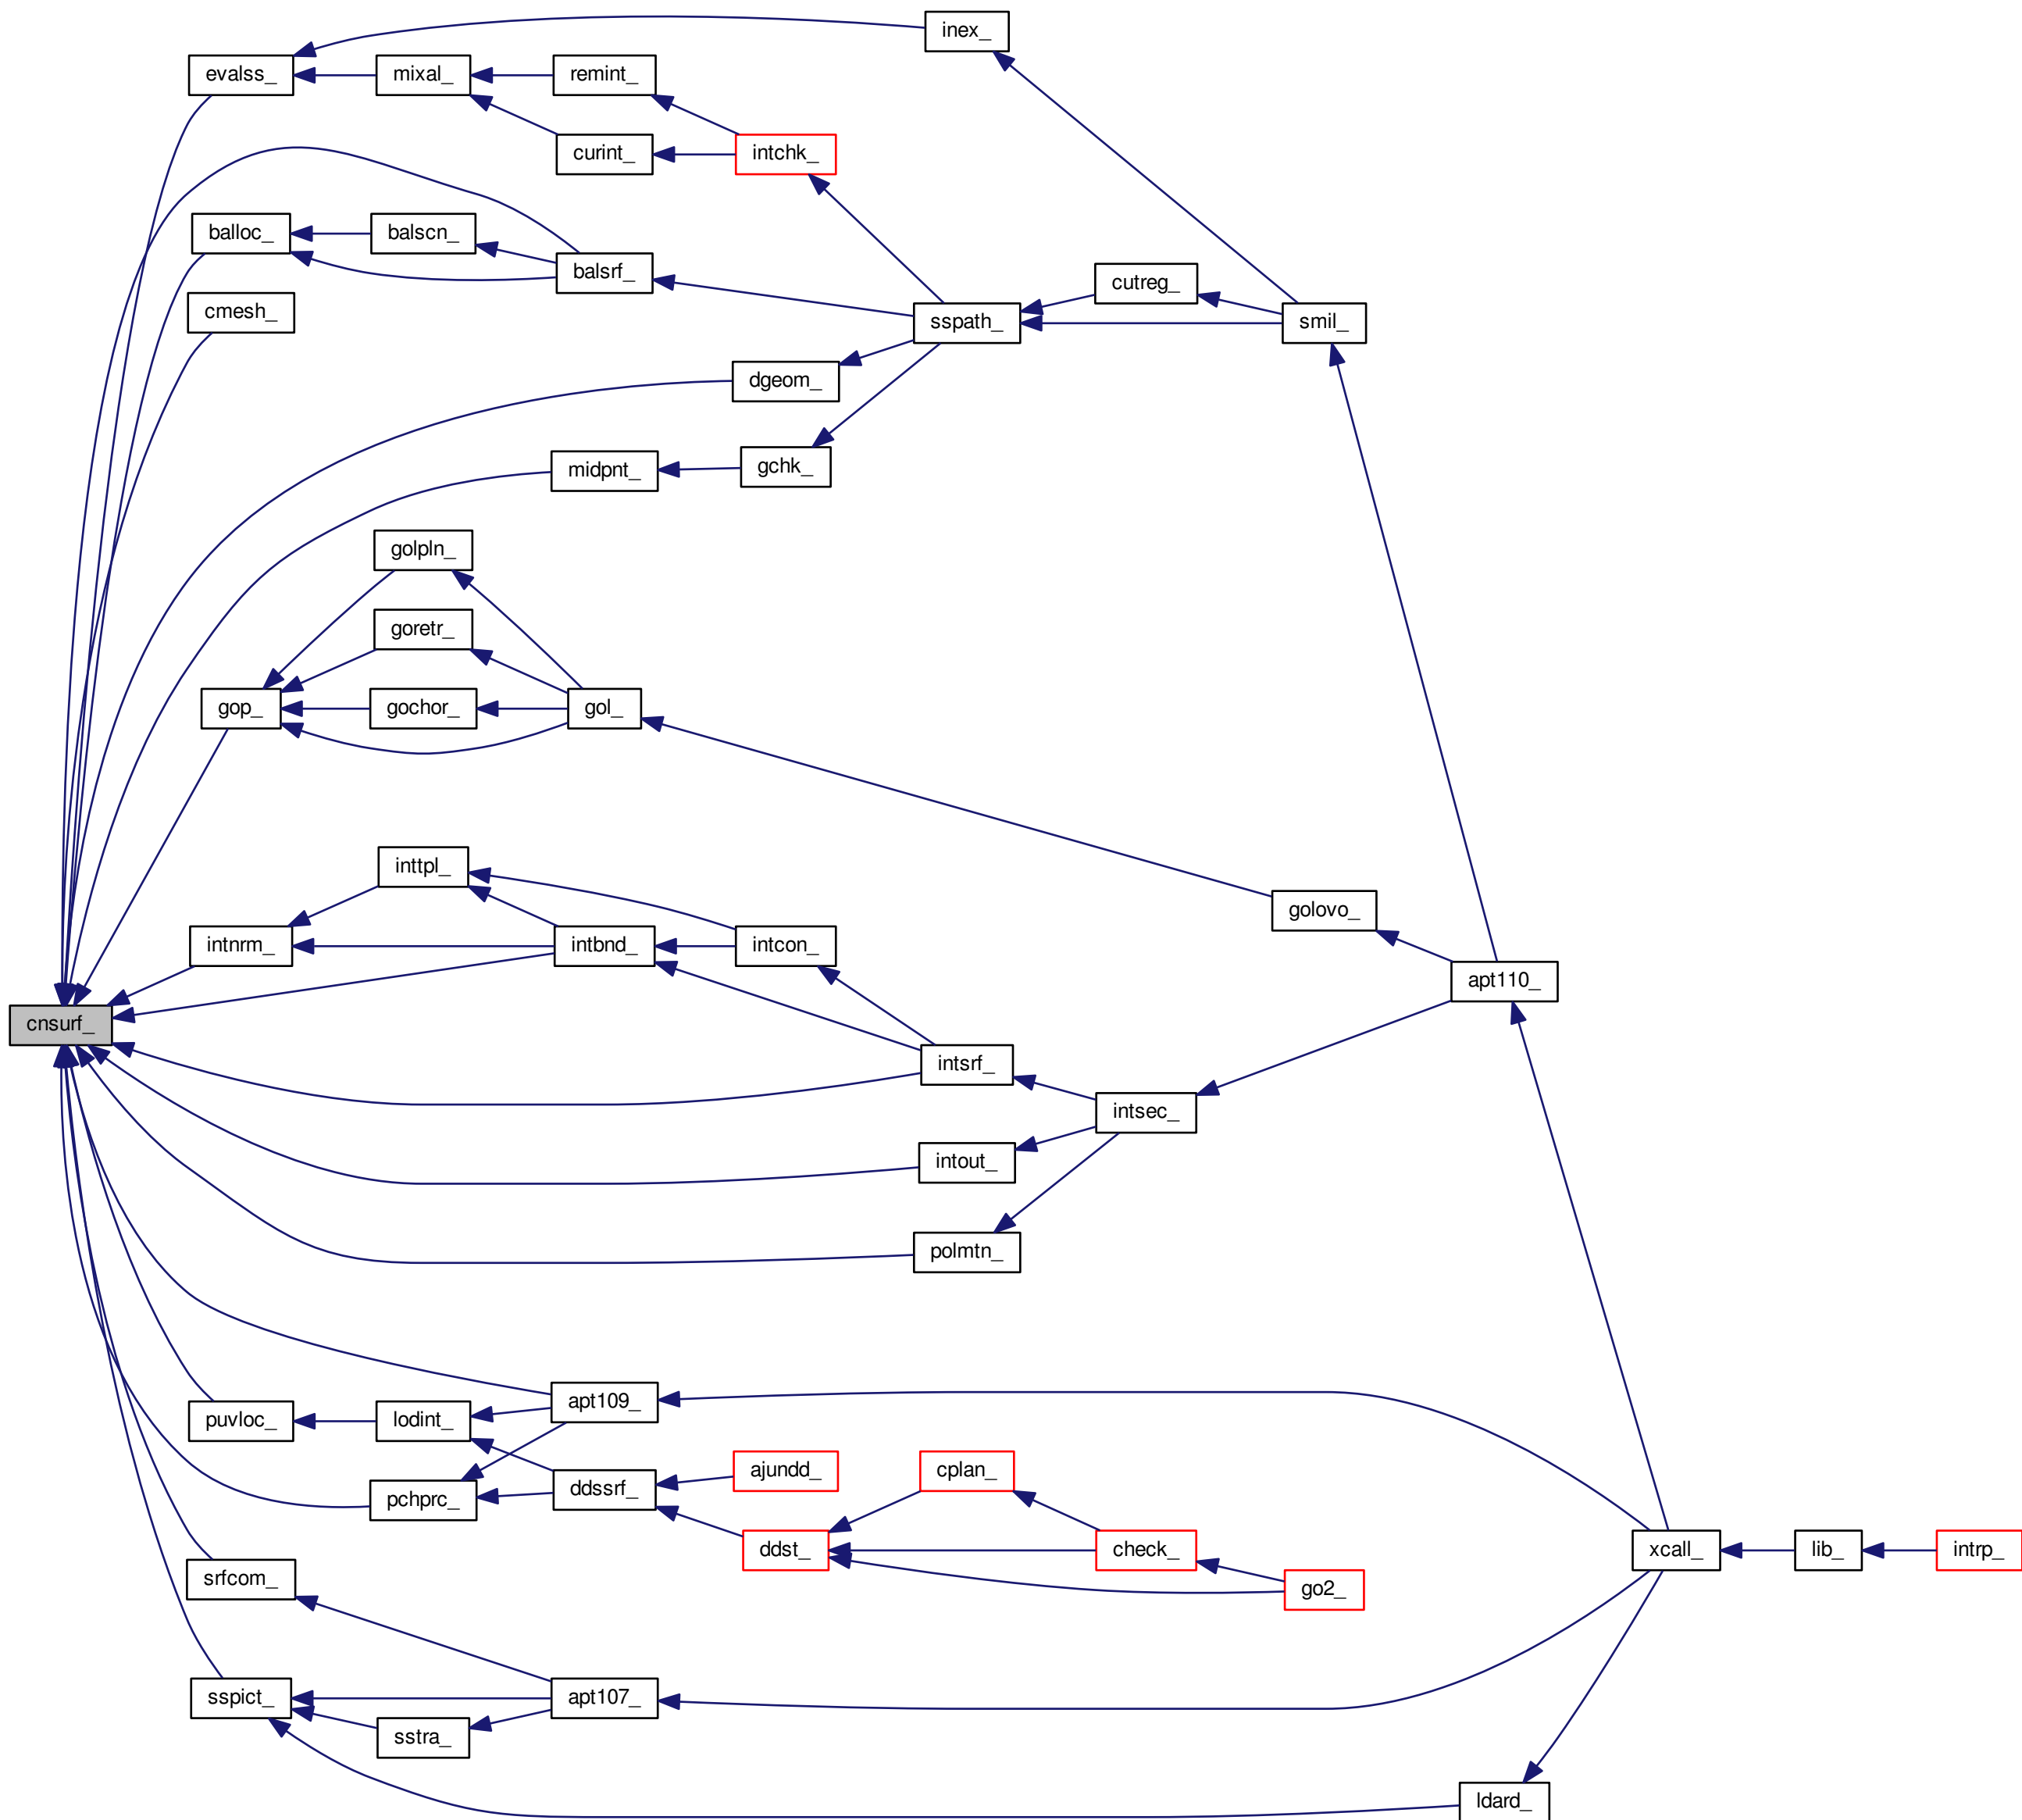 inex_
evalss_
mixal_
remint_
curint_
intchk_
balloc_
balscn_
balsrf_
cutreg_
cmesh_
sspath_
smil_
dgeom_
midpnt_
gchk_
golpln_
goretr_
gop_
gochor_
gol_
inttpl_
golovo_
intnrm_
intbnd_
intcon_
apt110_
cnsurf_
intsrf_
intsec_
intout_
polmtn_
apt109_
puvloc_
lodint_
ajundd_
cplan_
pchprc_
ddssrf_
ddst_
check_
xcall_
lib_
intrp_
srfcom_
go2_
sspict_
apt107_
sstra_
ldard_